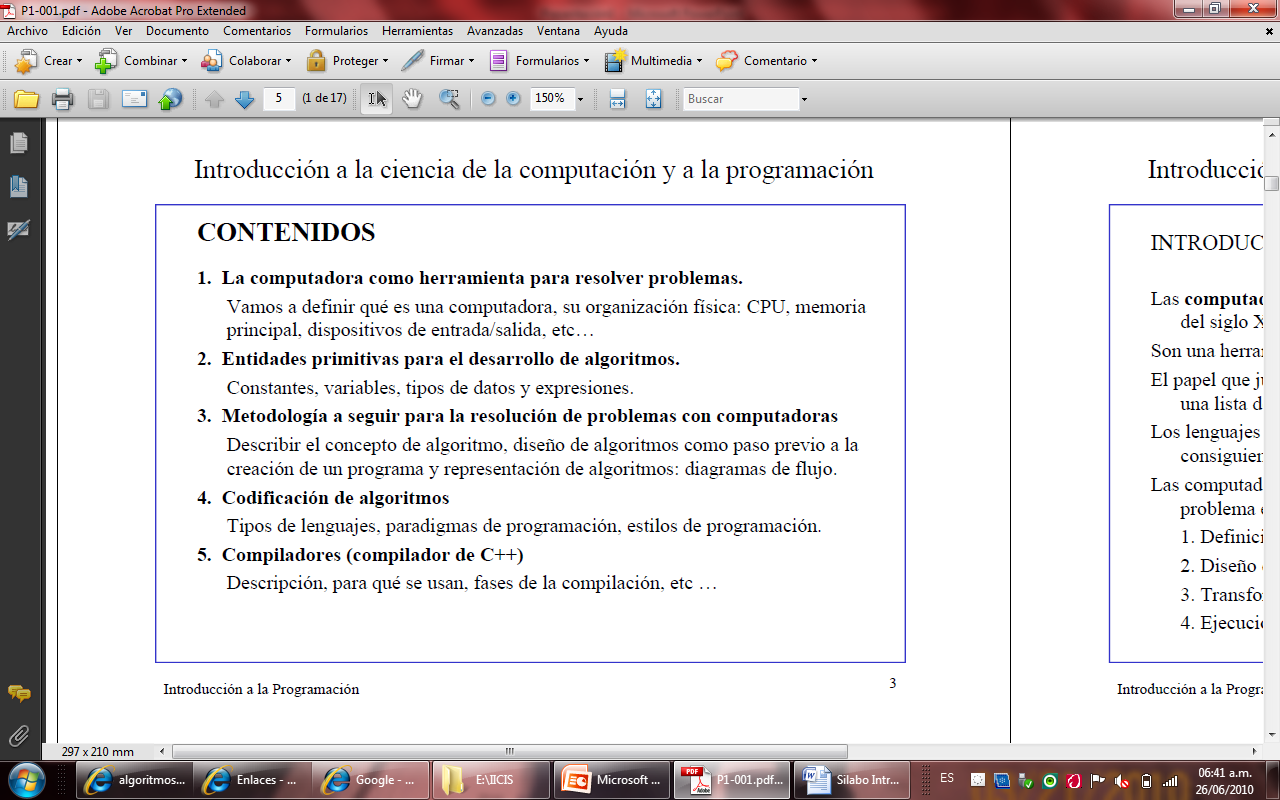 P1-001.pdf - Adobe Acrobat Pro Extended
Archivo Edición Ver Documento Comentarios Formularios Herramientas Avanzadas Ventana Ayuda
Crear Combinar Colaborar Proteger Firmar Formularios Multimedia Comentario
5 (1 de 17) 150% Buscar
Introducción a la ciencia de la computación y a la programación
CONTENIDOS
1. La computadora como herramienta para resolver problemas.
Vamos a definir qué es una computadora, su organización física: CPU, memoria
principal, dispositivos de entrada/salida, etc…
2. Entidades primitivas para el desarrollo de algoritmos.
Constantes, variables, tipos de datos y expresiones.
3. Metodología a seguir para la resolución de problemas con computadoras
Describir el concepto de algoritmo, diseño de algoritmos como paso previo a la
creación de un programa y representación de algoritmos: diagramas de flujo.
4. Codificación de algoritmos
Tipos de lenguajes, paradigmas de programación, estilos de programación.
5. Compiladores (compilador de C++)
Descripción, para qué se usan, fases de la compilación, etc …
Introducción a la Programación
3
Introducció
INTRODUC
Las computad
del siglo X
Son una herra
El papel que ju
una lista d
Los lenguajes
consiguien
Las computad
problema e
1. Definici
2. Diseño
3. Transfo
4. Ejecució
Introducción a la Progra
297 x 210 mm
algoritmos... Enlaces - ... Google - ... E:\IICIS Microsoft ... P1-001.pdf... Silabo Intr... ES
06:41 a.m.
26/06/2010